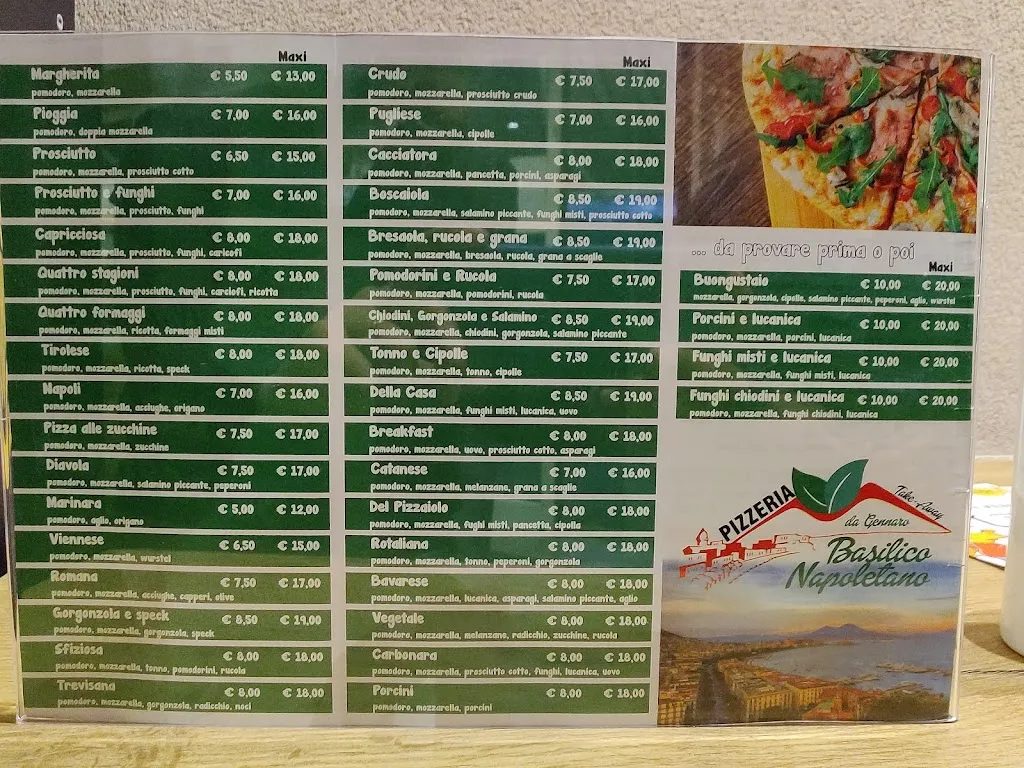 Maxi
Margherita € 5,50 € 13,00
pomodoro, mozzarella
Pioggia € 7,00 € 16,00
pomodoro, doppia mozzarella
Prosciutto € 6,50 € 15,00
pomodoro, mozzarella, prosciutto cotto
Prosciutto e funghi € 7,00 € 16,00
pomodoro, mozzarella, prosciutto, funghi
Capricciosa € 8,00 € 18,00
pomodoro, mozzarella, prosciutto, funghi, caricofi
Quattro stagioni € 8,00 € 18,00
pomodoro, mozzarella, prosciutto, funghi, carciofi, ricotta
Quattro formaggi € 8,00 € 18,00
pomodoro, mozzarella, ricotta, formaggi misti
Tirolese € 8,00 € 18,00
pomodoro, mozzarella, ricotta, speck
Napoli € 7,00 € 16,00
pomodoro, mozzarella, acciughe, origano
Pizza alle zucchine € 7,50 € 17,00
pomodoro, mozzarella, zucchine
Diavola € 7,50 € 17,00
pomodoro, mozzarella, salamino piccante, peperoni
Marinara € 5,00 € 12,00
pomodoro, aglio, origano
Viennese € 6,50 € 15,00
pomodoro, mozzarella, wurstel
Romana € 7,50 € 17,00
pomodoro, mozzarella, acciughe, capperi, olive
Gorgonzola e speck € 8,50 € 19,00
pomodoro, mozzarella, gorgonzola, speck
Sfiziosa € 8,00 € 18,00
pomodoro, mozzarella, tonno, pomodorini, rucola
Trevisana € 8,00 € 18,00
pomodoro, mozzarella, gorgonzola, radicchio, noci
Maxi
Crudo € 7,50 € 17,00
pomodoro, mozzarella, prosciutto crudo
Pugliese € 7,00 € 16,00
pomodoro, mozzarella, cipolle
Cacciatora € 8,00 € 18,00
pomodoro, mozzarella, pancetta, porcini, asparagi
Boscaiola € 8,50 € 19,00
pomodoro, mozzarella, salamino piccante, funghi misti, prosciutto cotto
Bresaola, rucola e grana € 8,50 € 19,00
pomodoro, mozzarella, bresaola, rucola, grana a scaglie
Pomodorini e Rucola € 7,50 € 17,00
pomodoro, mozzarella, pomodorini, rucola
Chiodini, Gorgonzola e Salamino € 8,50 € 19,00
pomodoro, mozzarella, chiodini, gorgonzola, salamino piccante
Tonno e Cipolle € 7,50 € 17,00
pomodoro, mozzarella, tonno, cipolle
Della Casa € 8,50 € 19,00
pomodoro, mozzarella, funghi misti, lucanica, uovo
Breakfast € 8,00 € 18,00
pomodoro, mozzarella, uovo, prosciutto cotto, asparagi
Catanese € 7,00 € 16,00
pomodoro, mozzarella, melanzane, grana a scaglie
Del Pizzaiolo € 8,00 € 18,00
pomodoro, mozzarella, fughi misti, pancetta, cipolla
Rotaliana € 8,00 € 18,00
pomodoro, mozzarella, tonno, peperoni, gorgonzola
Bavarese € 8,00 € 18,00
pomodoro, mozzarella, lucanica, asparagi, salamino piccante, aglio
Vegetale € 8,00 € 18,00
pomodoro, mozzarella, melanzane, radicchio, zucchine, rucola
Carbonara € 8,00 € 18,00
pomodoro, mozzarella, prosciutto cotto, funghi, lucanica, uovo
Porcini € 8,00 € 18,00
pomodoro, mozzarella, porcini
... da provare prima o poi
Maxi
Buongustaio € 10,00 € 20,00
mozzarella, gorgonzola, cipolle, salamino piccante, peperoni, aglio, wurstel
Porcini e lucanica € 10,00 € 20,00
pomodoro, mozzarella, porcini, lucanica
Funghi misti e lucanica € 10,00 € 20,00
pomodoro, mozzarella, funghi misti, lucanica
Funghi chiodini e lucanica € 10,00 € 20,00
pomodoro, mozzarella, funghi chiodini, lucanica
PIZZERIA
Take-Away
da Gennaro
Basilico
Napoletano